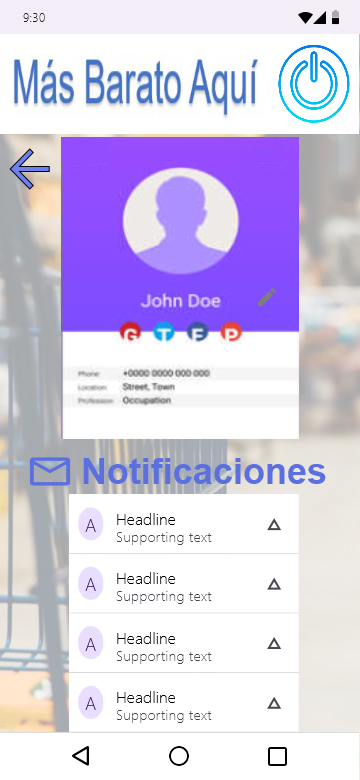 9:30
Más Barato Aquí
John Doe
G T F P
Phone +0000 0000 000 000
Location Street, Town
Profession Occupation
Notificaciones
A Headline
Supporting text
A Headline
Supporting text
A Headline
Supporting text
A Headline
Supporting text